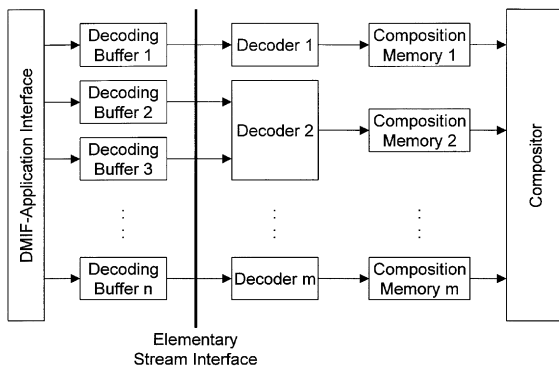 DMIF-Application Interface
Decoding
Buffer 1
Decoder 1
Composition
Memory 1
Decoding
Buffer 2
Decoder 2
Composition
Memory 2
Decoding
Buffer 3
Decoding
Buffer n
Decoder m
Composition
Memory m
Compositor
Elementary
Stream Interface